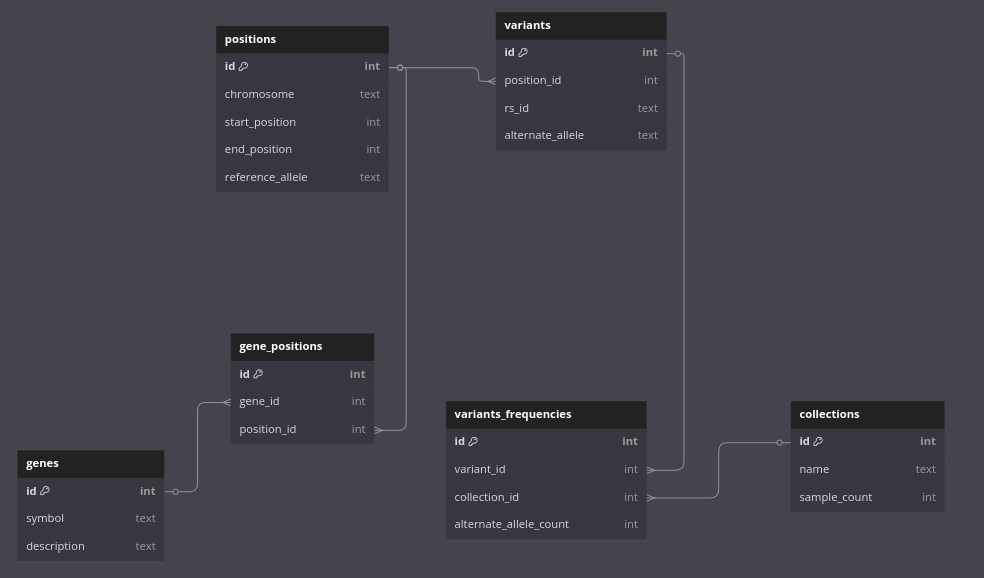 positions
id int
chromosome text
start_position int
end_position int
reference_allele text
variants
id int
position_id int
rs_id text
alternate_allele text
gene_positions
id int
gene_id int
position_id int
genes
id int
symbol text
description text
variants_frequencies
id int
variant_id int
collection_id int
alternate_allele_count int
collections
id int
name text
sample_count int